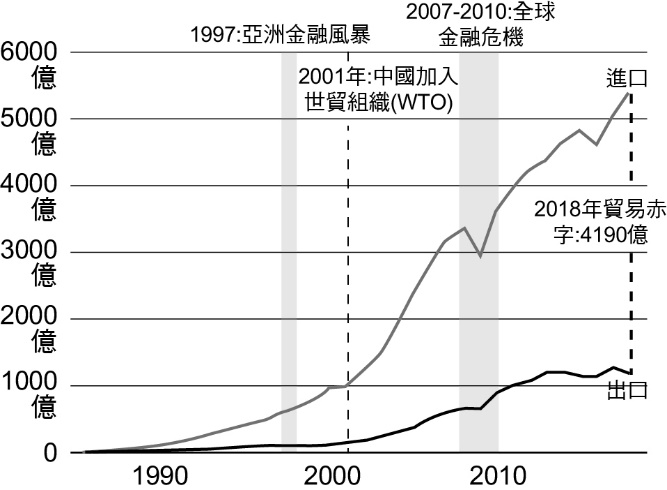 2007-2010:全球
金融危機
1997:亞洲金融風暴
2001年:中國加入
世貿組織(WTO)
6000
億
5000
億
4000
億
3000
億
2000
億
1000
億
0
進口
2018年貿易赤
字:4190億
出口
1990
2000
2010